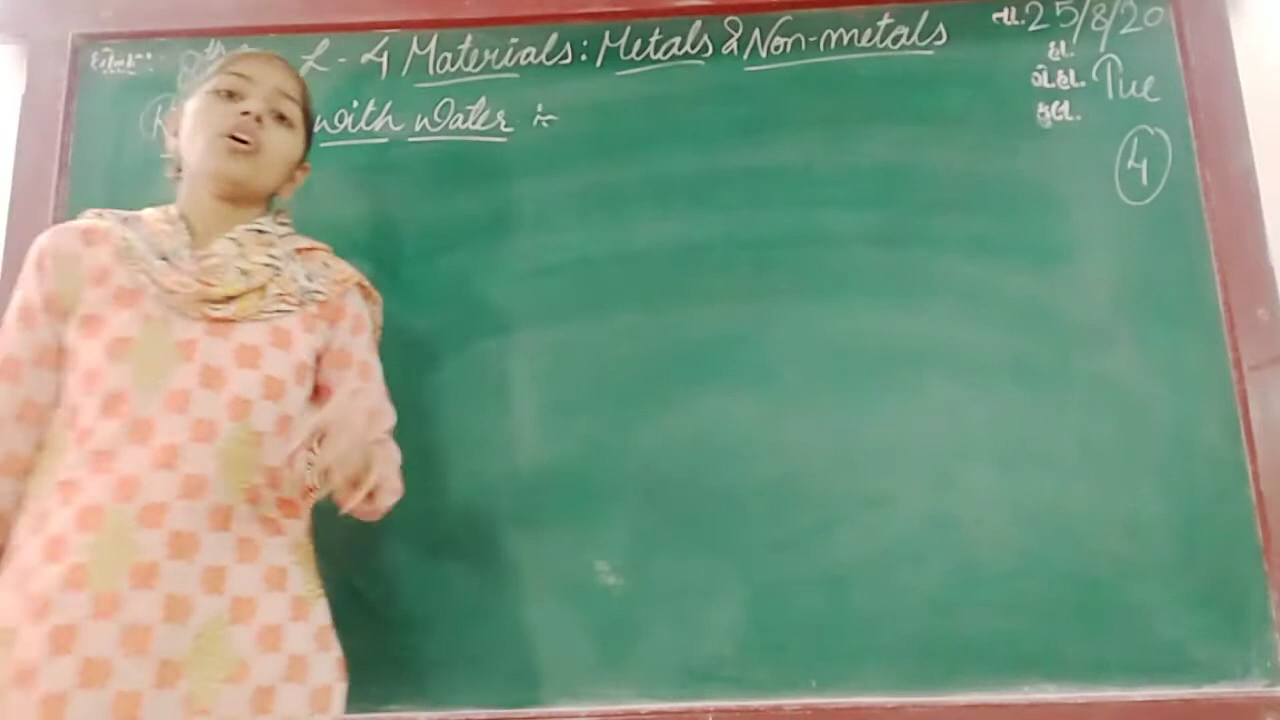 L - 4 Materials: Metals & Non-metals
with Water :-
તા. 25/8/20
હા.
ગે.હા. Tue
કુલ.
4